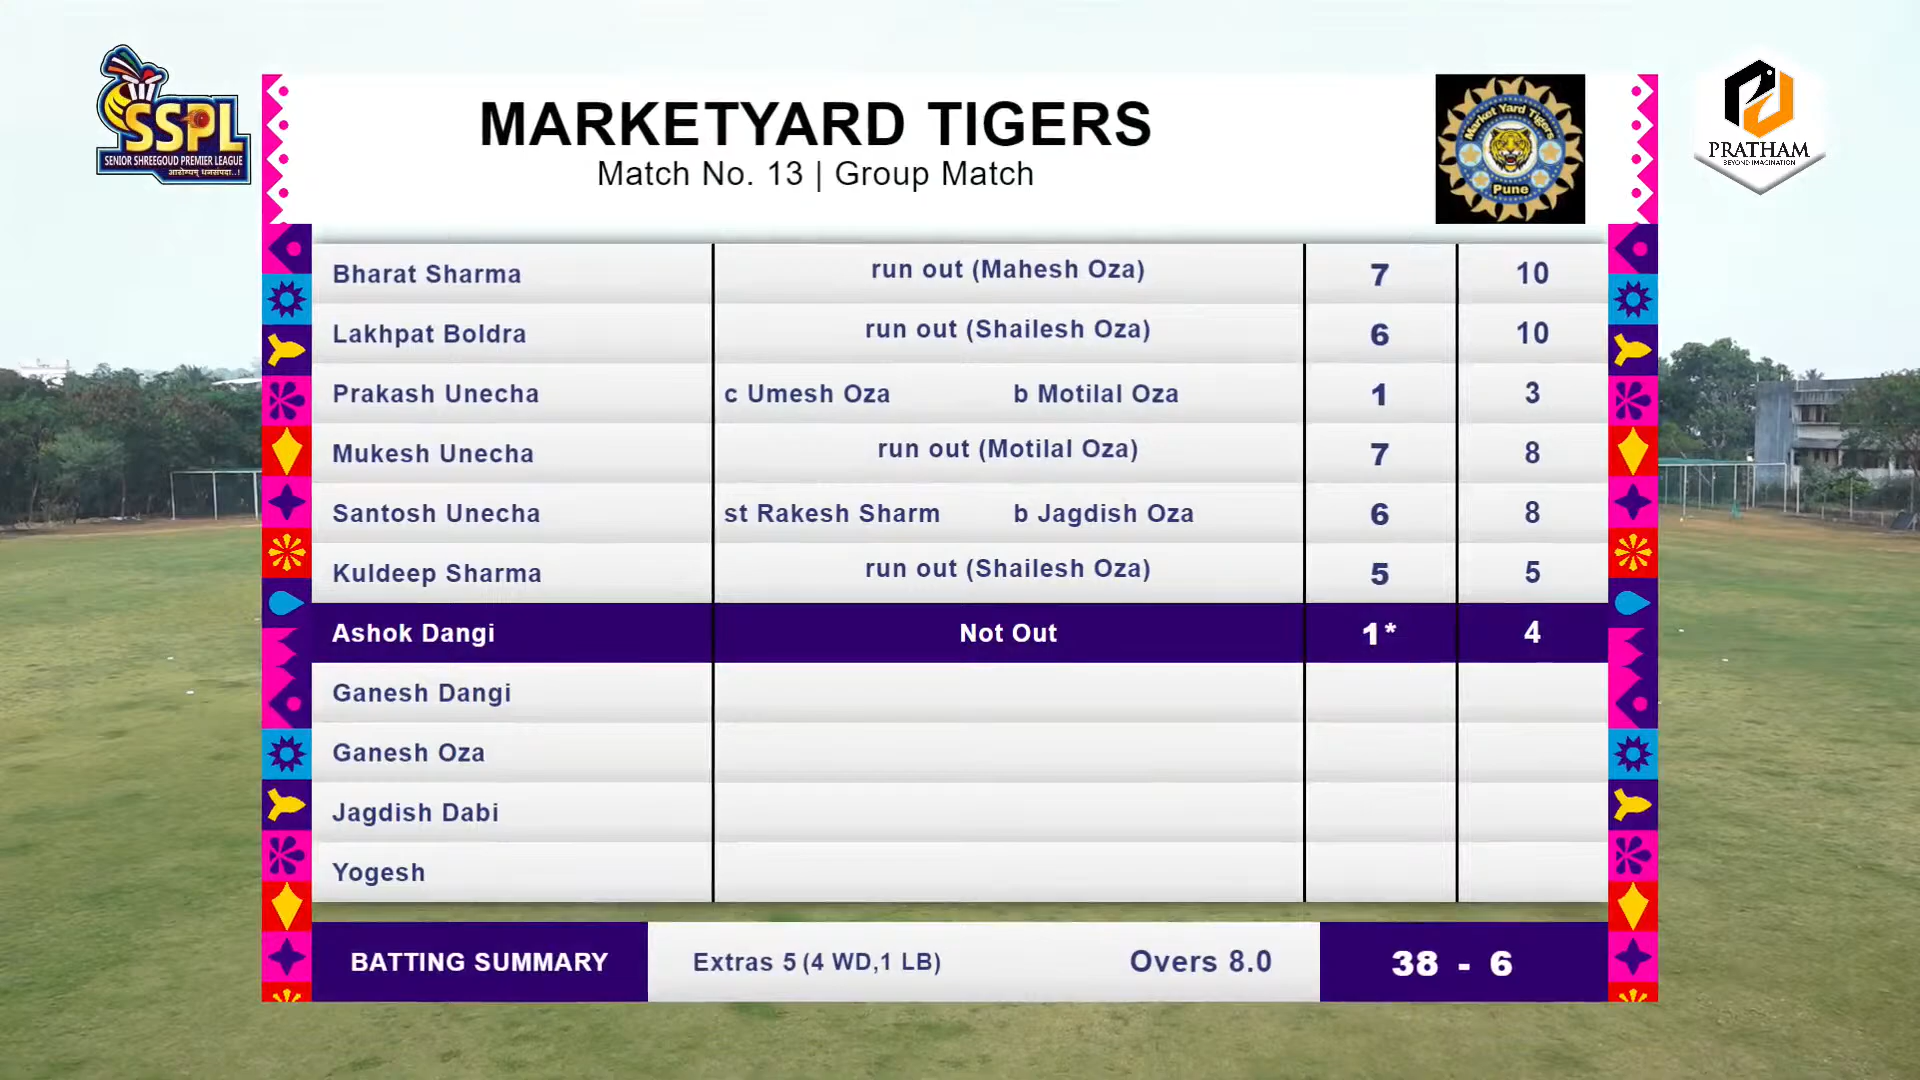 SSPL
SENIOR SHREEGOUD PREMIER LEAGUE
आरोग्यम् धनसंपदा..!
MARKETYARD TIGERS
Match No. 13 | Group Match
Market Yard Tigers
Pune
PRATHAM
BEYOND IMAGINATION
Bharat Sharma run out (Mahesh Oza) 7 10
Lakhpat Boldra run out (Shailesh Oza) 6 10
Prakash Unecha c Umesh Oza b Motilal Oza 1 3
Mukesh Unecha run out (Motilal Oza) 7 8
Santosh Unecha st Rakesh Sharm b Jagdish Oza 6 8
Kuldeep Sharma run out (Shailesh Oza) 5 5
Ashok Dangi Not Out 1* 4
Ganesh Dangi
Ganesh Oza
Jagdish Dabi
Yogesh
BATTING SUMMARY Extras 5 (4 WD,1 LB) Overs 8.0 38 - 6